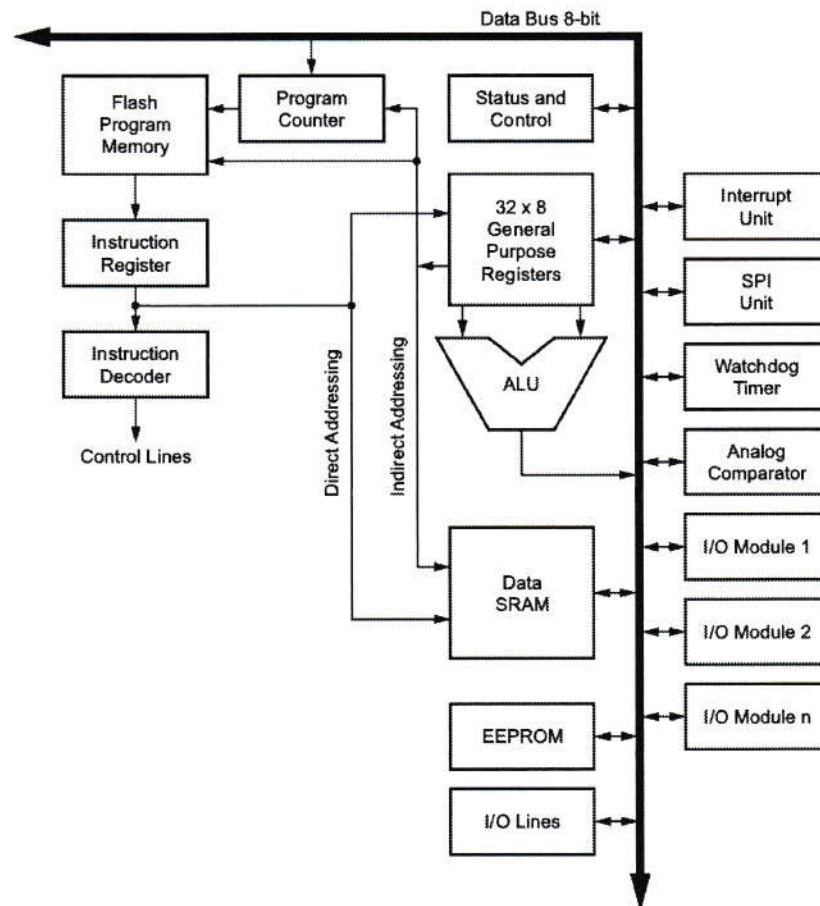 Data Bus 8-bit
Flash
Program
Memory
Program
Counter
Status and
Control
32 x 8
General
Purpose
Registers
Interrupt
Unit
Instruction
Register
SPI
Unit
Instruction
Decoder
ALU
Watchdog
Timer
Control Lines
Direct Addressing
Indirect Addressing
Analog
Comparator
I/O Module 1
Data
SRAM
I/O Module 2
I/O Module n
EEPROM
I/O Lines